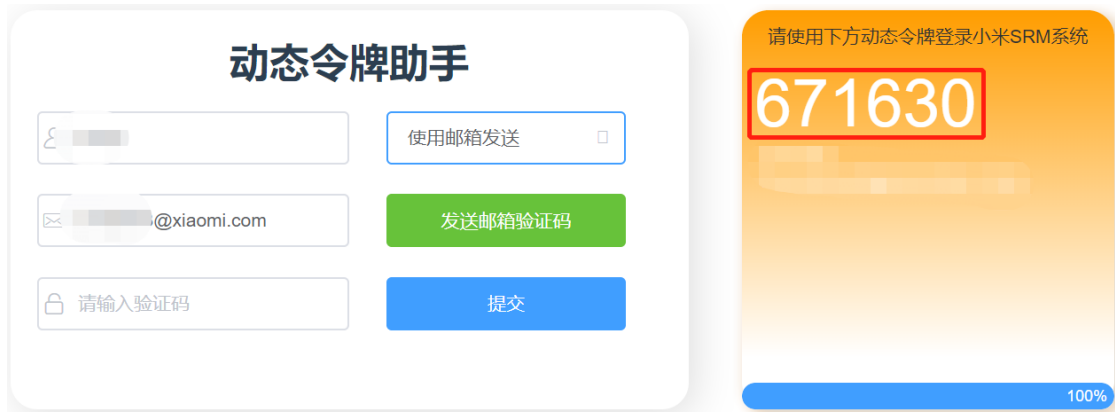 动态令牌助手
使用邮箱发送
@xiaomi.com
发送邮箱验证码
请输入验证码
提交
请使用下方动态令牌登录小米SRM系统
671630
100%